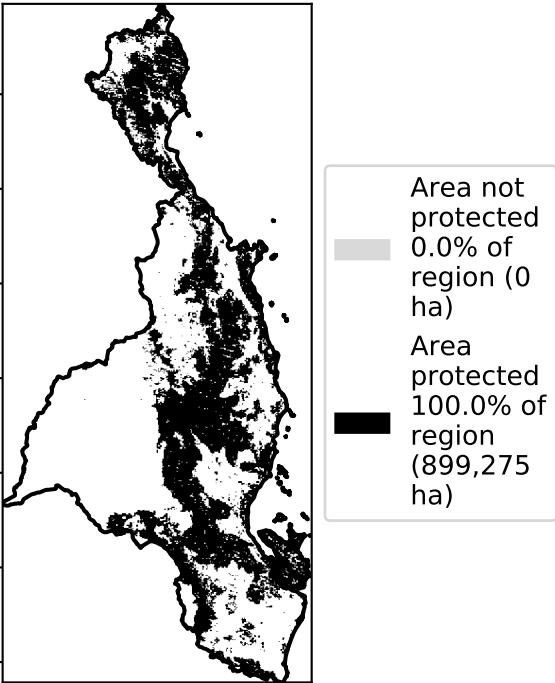 Area not
protected
0.0% of
region (0
ha)
Area
protected
100.0% of
region
(899,275
ha)